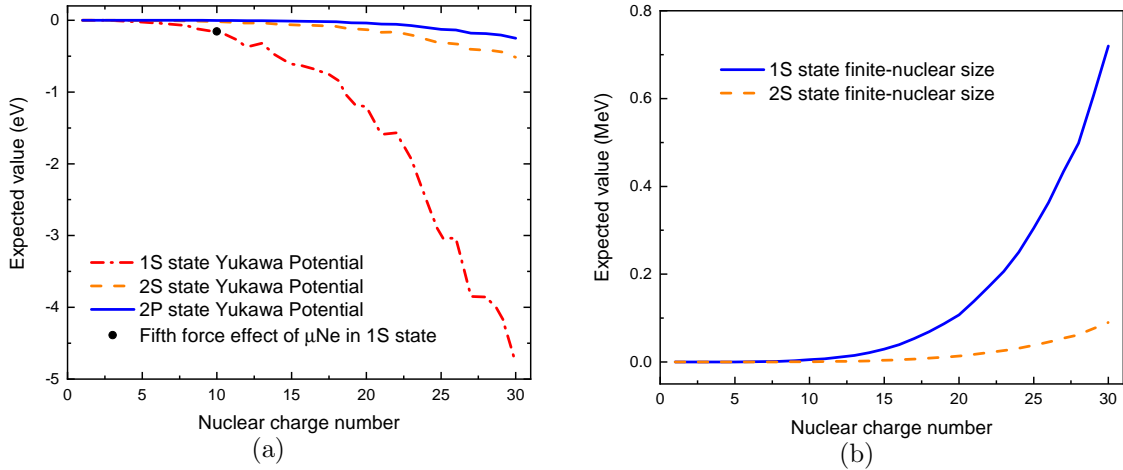 0
-1
-2
-3
-4
-5
Expected value (eV)
1S state Yukawa Potential
2S state Yukawa Potential
2P state Yukawa Potential
Fifth force effect of μNe in 1S state
0 5 10 15 20 25 30
Nuclear charge number
(a)
0.8
0.6
0.4
0.2
0.0
Expected value (MeV)
1S state finite-nuclear size
2S state finite-nuclear size
0 5 10 15 20 25 30
Nuclear charge number
(b)